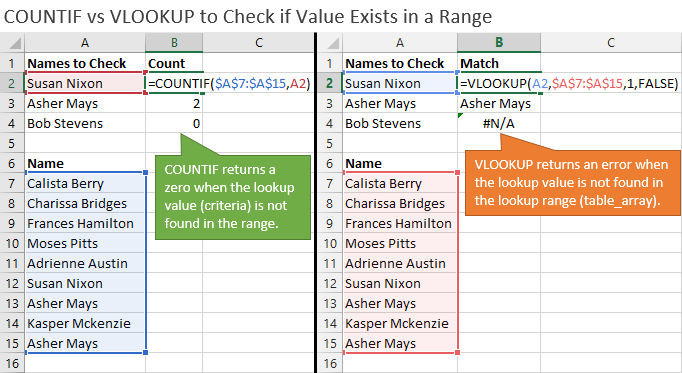 COUNTIF vs VLOOKUP to Check if Value Exists in a Range
A B C
1 Names to Check Count
2 Susan Nixon =COUNTIF($A$7:$A$15,A2)
3 Asher Mays 2
4 Bob Stevens 0
5
6 Name
7 Calista Berry
8 Charissa Bridges
9 Frances Hamilton
10 Moses Pitts
11 Adrienne Austin
12 Susan Nixon
13 Asher Mays
14 Kasper Mckenzie
15 Asher Mays
16
COUNTIF returns a
zero when the lookup
value (criteria) is not
found in the range.
A B C
1 Names to Check Match
2 Susan Nixon =VLOOKUP(A2,$A$7:$A$15,1,FALSE)
3 Asher Mays Asher Mays
4 Bob Stevens #N/A
5
6 Name
7 Calista Berry
8 Charissa Bridges
9 Frances Hamilton
10 Moses Pitts
11 Adrienne Austin
12 Susan Nixon
13 Asher Mays
14 Kasper Mckenzie
15 Asher Mays
16
VLOOKUP returns an error when
the lookup value is not found in
the lookup range (table_array).